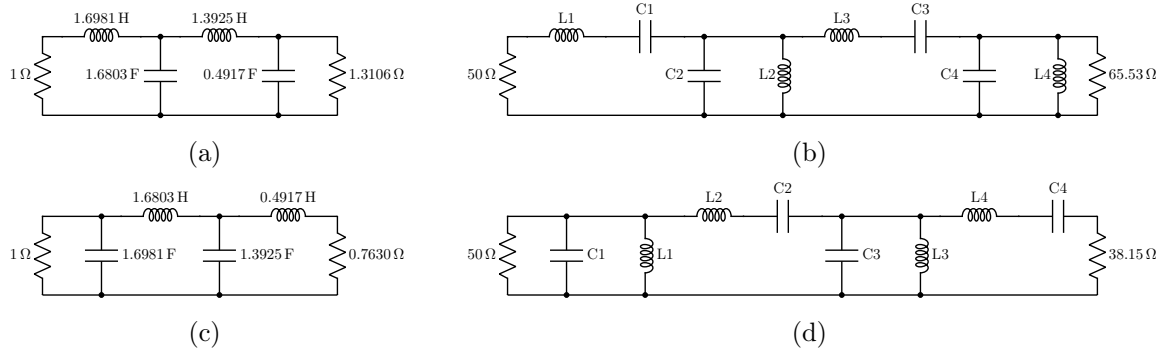 1.6981 H
1.3925 H
1 Ω
1.6803 F
0.4917 F
1.3106 Ω
(a)
L1
C1
L3
C3
50 Ω
C2
L2
C4
L4
65.53 Ω
(b)
1.6803 H
0.4917 H
1 Ω
1.6981 F
1.3925 F
0.7630 Ω
(c)
L2
C2
L4
C4
50 Ω
C1
L1
C3
L3
38.15 Ω
(d)